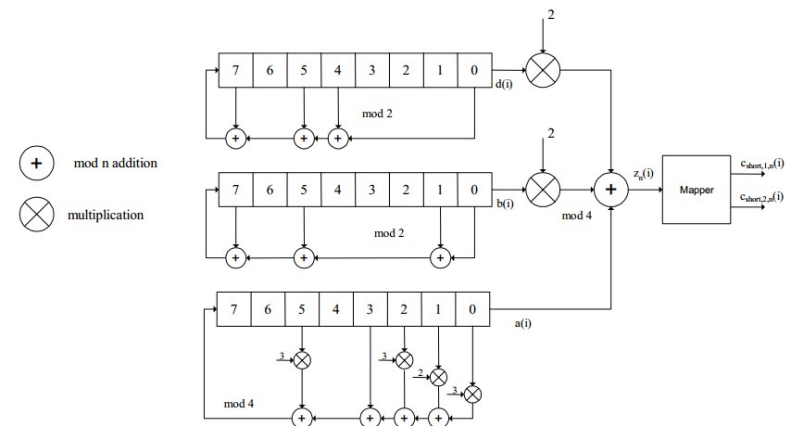 2
7 6 5 4 3 2 1 0
d(i)
mod 2
+ + +
+ mod n addition
multiplication
2
7 6 5 4 3 2 1 0
b(i)
mod 2
+ + +
mod 4
+
zn(i)
Mapper
cshort,1,n(i)
cshort,2,n(i)
7 6 5 4 3 2 1 0
a(i)
3 3
2
3
mod 4
+ + + +